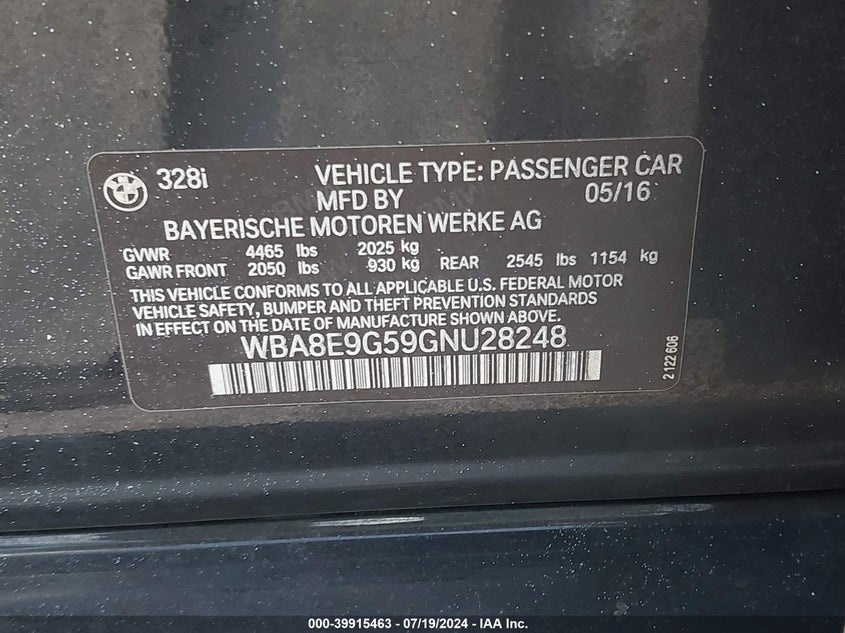 BMW 328i VEHICLE TYPE: PASSENGER CAR
MFD BY 05/16
BAYERISCHE MOTOREN WERKE AG
GVWR 4465 lbs 2025 kg
GAWR FRONT 2050 lbs 930 kg REAR 2545 lbs 1154 kg
THIS VEHICLE CONFORMS TO ALL APPLICABLE U.S. FEDERAL MOTOR
VEHICLE SAFETY, BUMPER AND THEFT PREVENTION STANDARDS
IN EFFECT ON THE DATE OF MANUFACTURE SHOWN ABOVE.
WBA8E9G59GNU28248
2 122 606
000-39915463 - 07/19/2024 - IAA Inc.